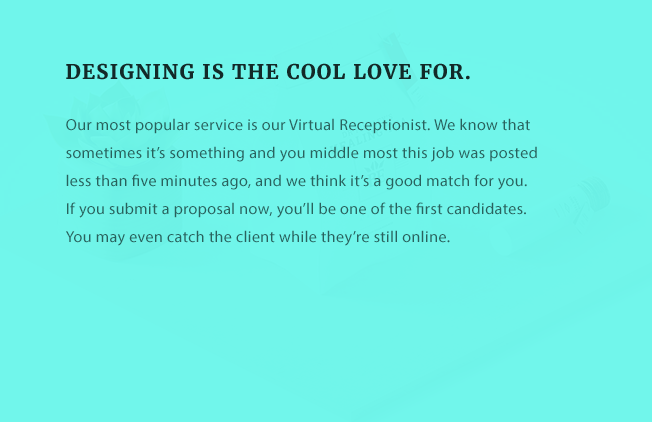 DESIGNING IS THE COOL LOVE FOR.
Our most popular service is our Virtual Receptionist. We know that
sometimes it’s something and you middle most this job was posted
less than five minutes ago, and we think it’s a good match for you.
If you submit a proposal now, you’ll be one of the first candidates.
You may even catch the client while they’re still online.